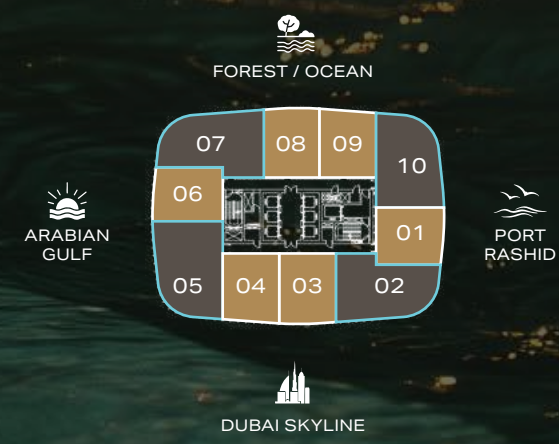 FOREST / OCEAN
07
08
09
10
06
ARABIAN
GULF
01
PORT
RASHID
05
04
03
02
DUBAI SKYLINE